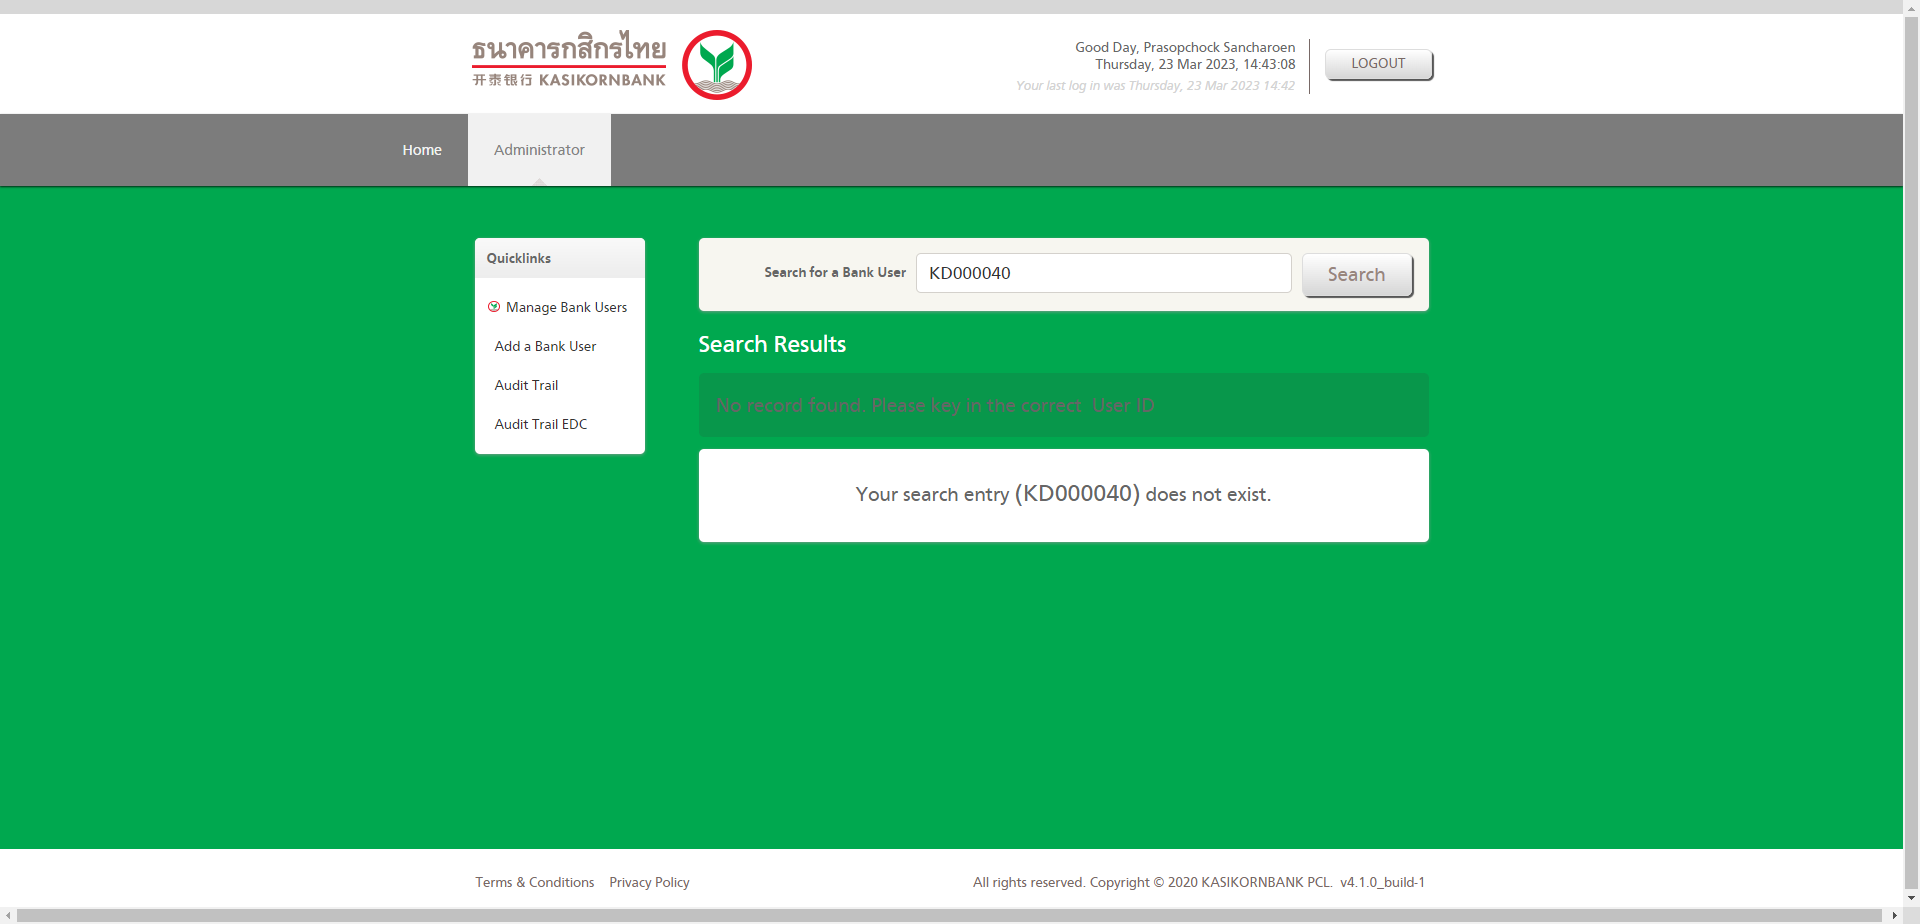 ธนาคารกสิกรไทย
开泰银行 KASIKORNBANK
Good Day, Prasopchock Sancharoen
Thursday, 23 Mar 2023, 14:43:08
Your last log in was Thursday, 23 Mar 2023 14:42
LOGOUT
Home
Administrator
Quicklinks
Manage Bank Users
Add a Bank User
Audit Trail
Audit Trail EDC
Search for a Bank User
KD000040
Search
Search Results
No record found. Please key in the correct  User ID
Your search entry (KD000040) does not exist.
Terms & Conditions
Privacy Policy
All rights reserved. Copyright © 2020 KASIKORNBANK PCL.  v4.1.0_build-1